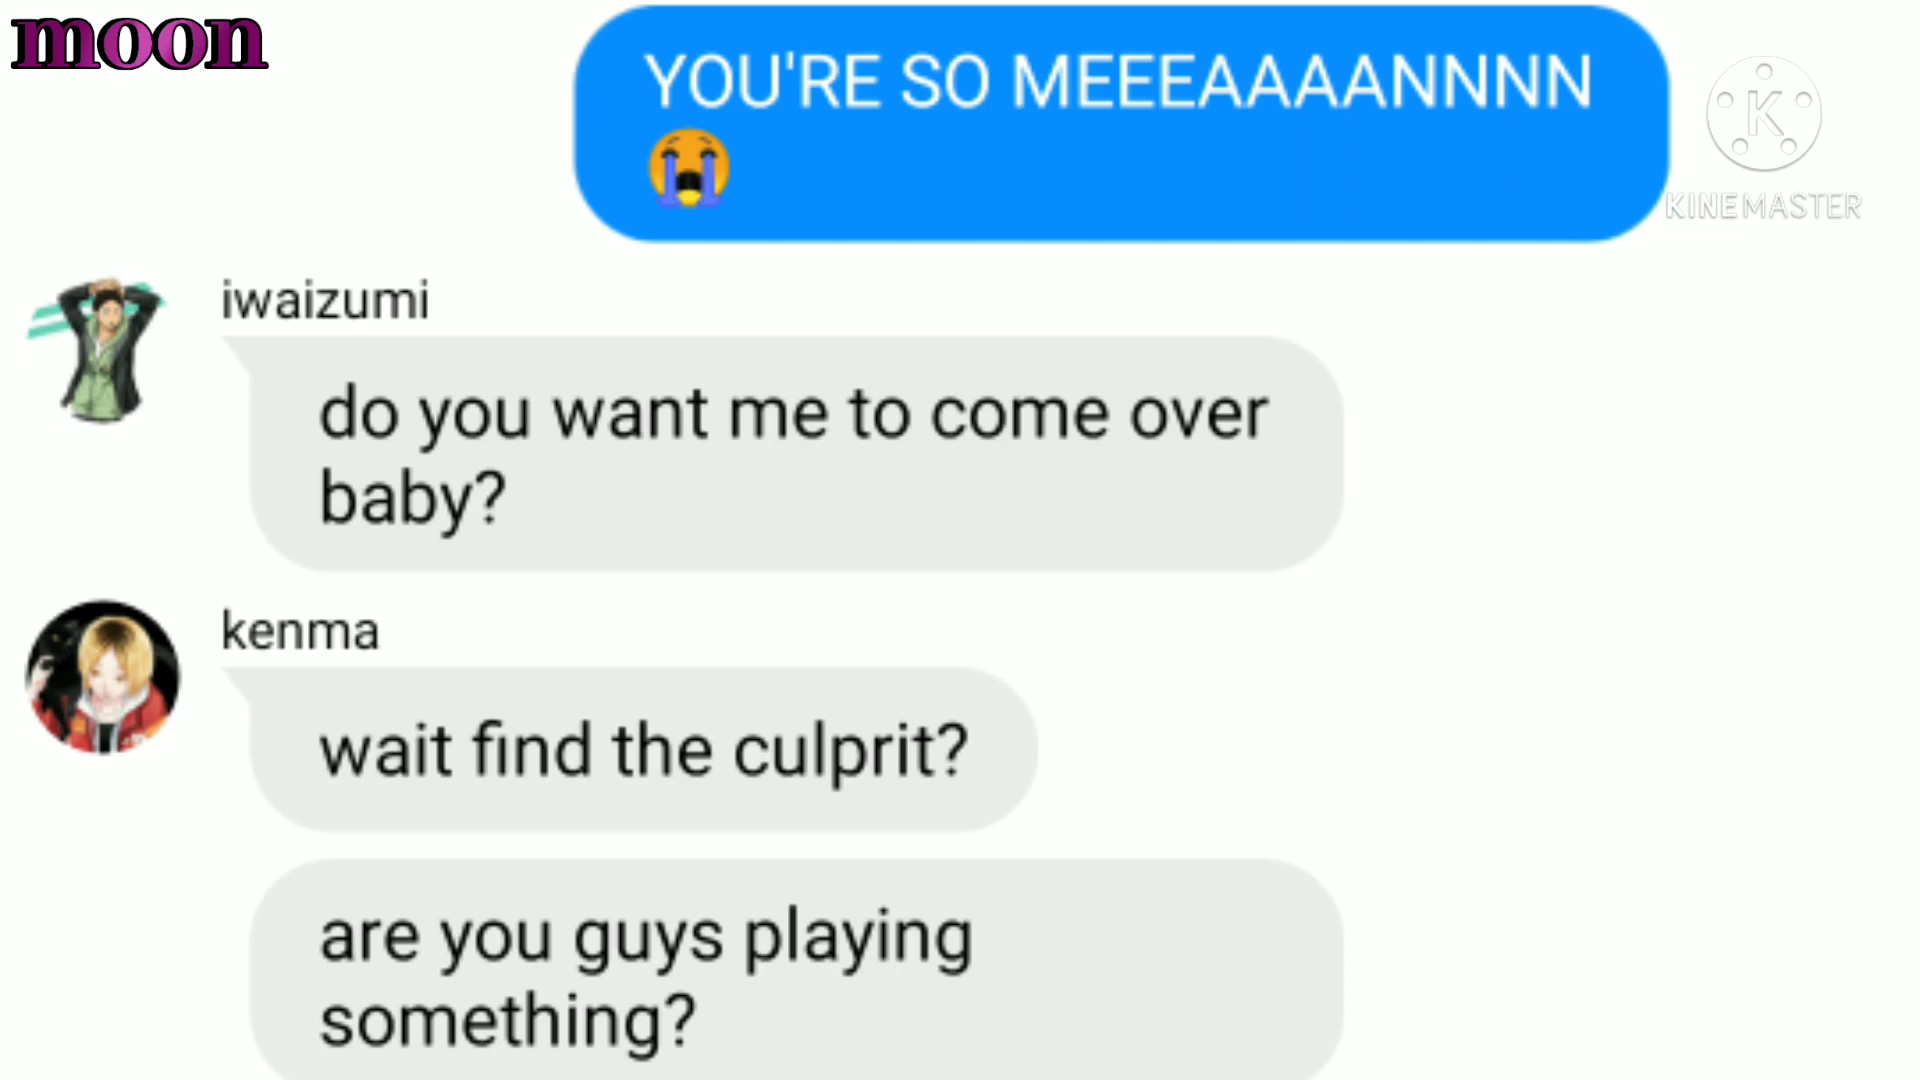 moon
YOU'RE SO MEEEAAAANNNN
😭
K
KINEMASTER
iwaizumi
do you want me to come over
baby?
kenma
wait find the culprit?
are you guys playing
something?